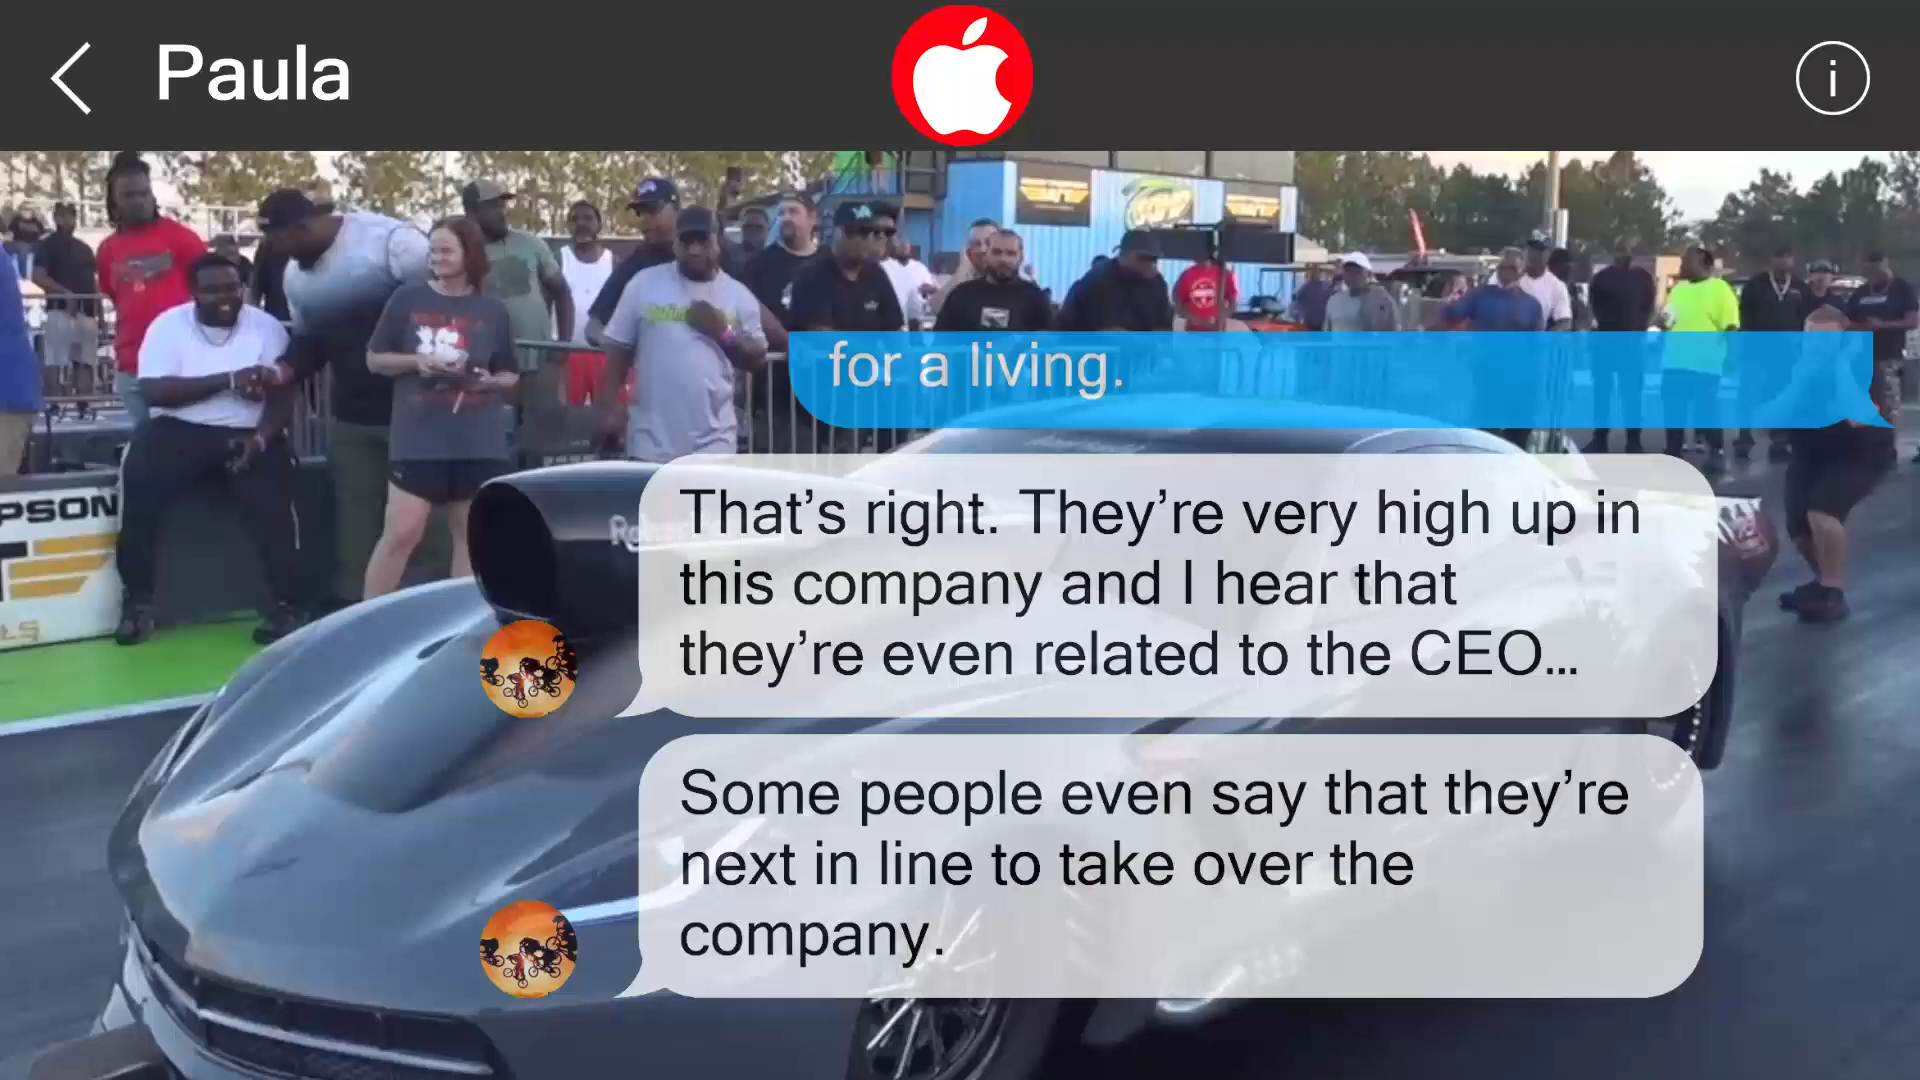 Paula
i
for a living.
That’s right. They’re very high up in
this company and I hear that
they’re even related to the CEO...
Some people even say that they’re
next in line to take over the
company.
PSON